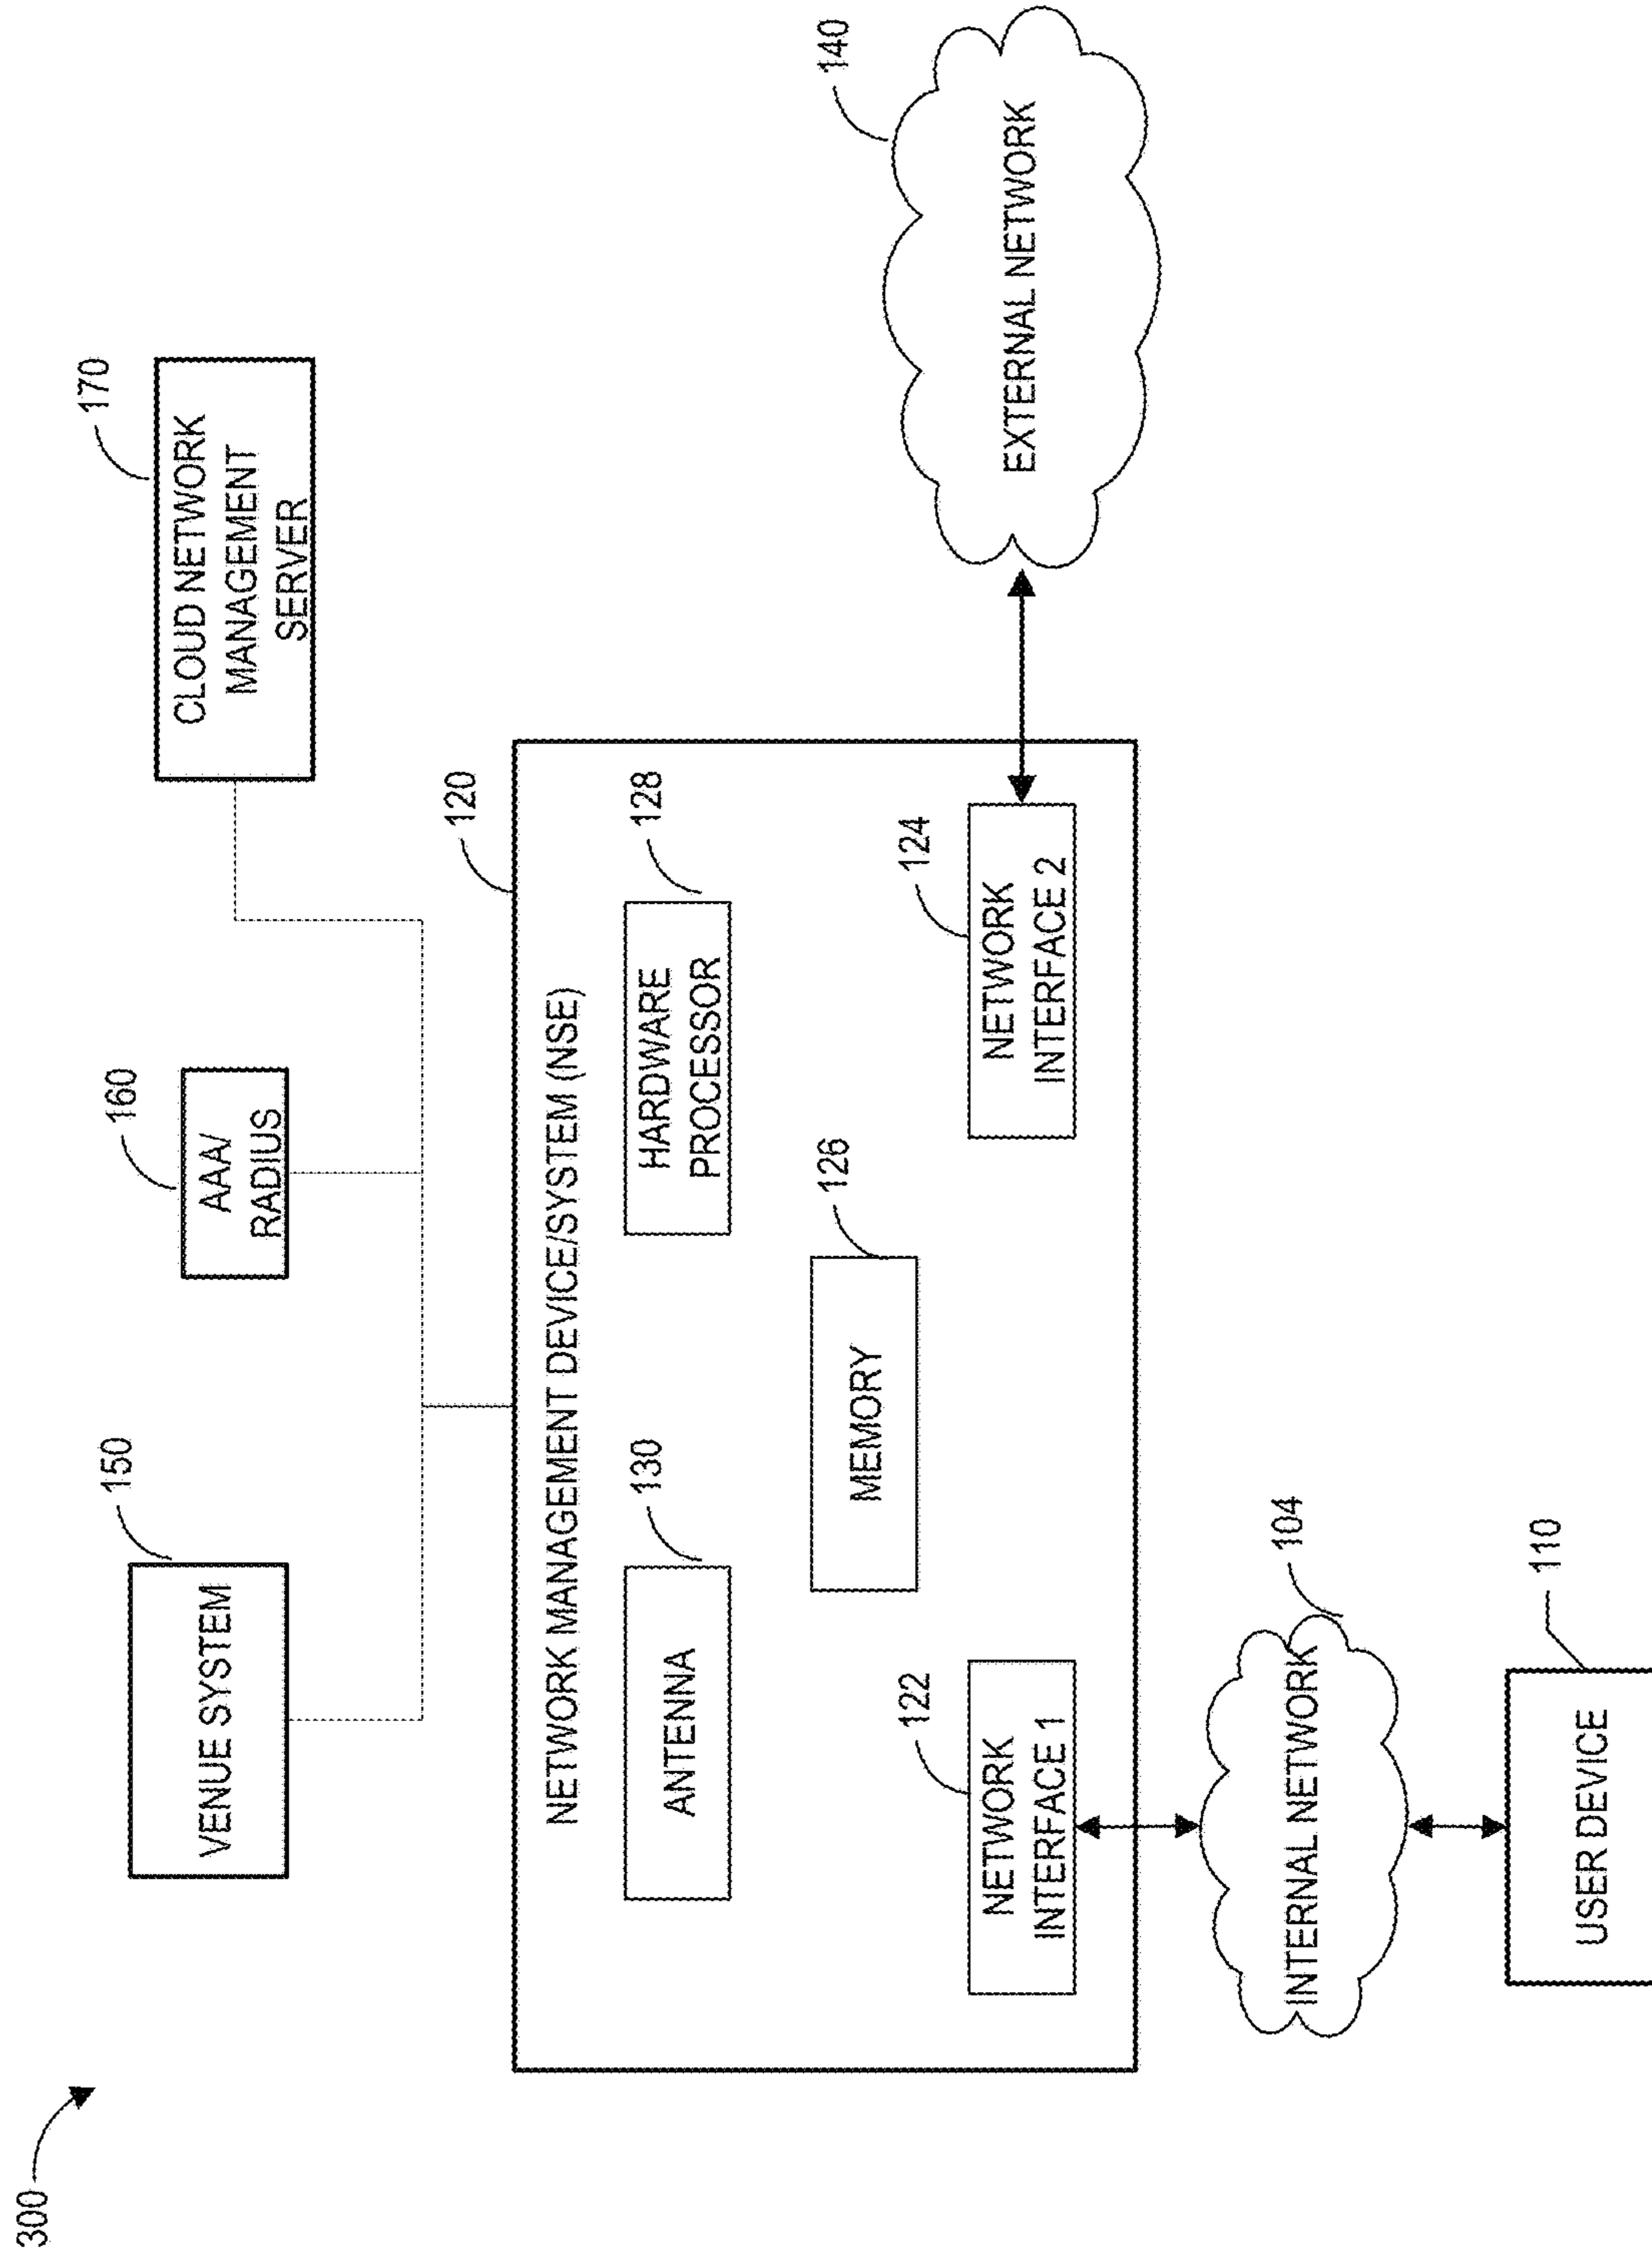 300
150
VENUE SYSTEM
160
AAA/
RADIUS
170
CLOUD NETWORK
MANAGEMENT
SERVER
120
NETWORK MANAGEMENT DEVICE/SYSTEM (NSE)
130
ANTENNA
128
HARDWARE
PROCESSOR
126
MEMORY
122
NETWORK
INTERFACE 1
124
NETWORK
INTERFACE 2
140
EXTERNAL NETWORK
104
INTERNAL NETWORK
110
USER DEVICE